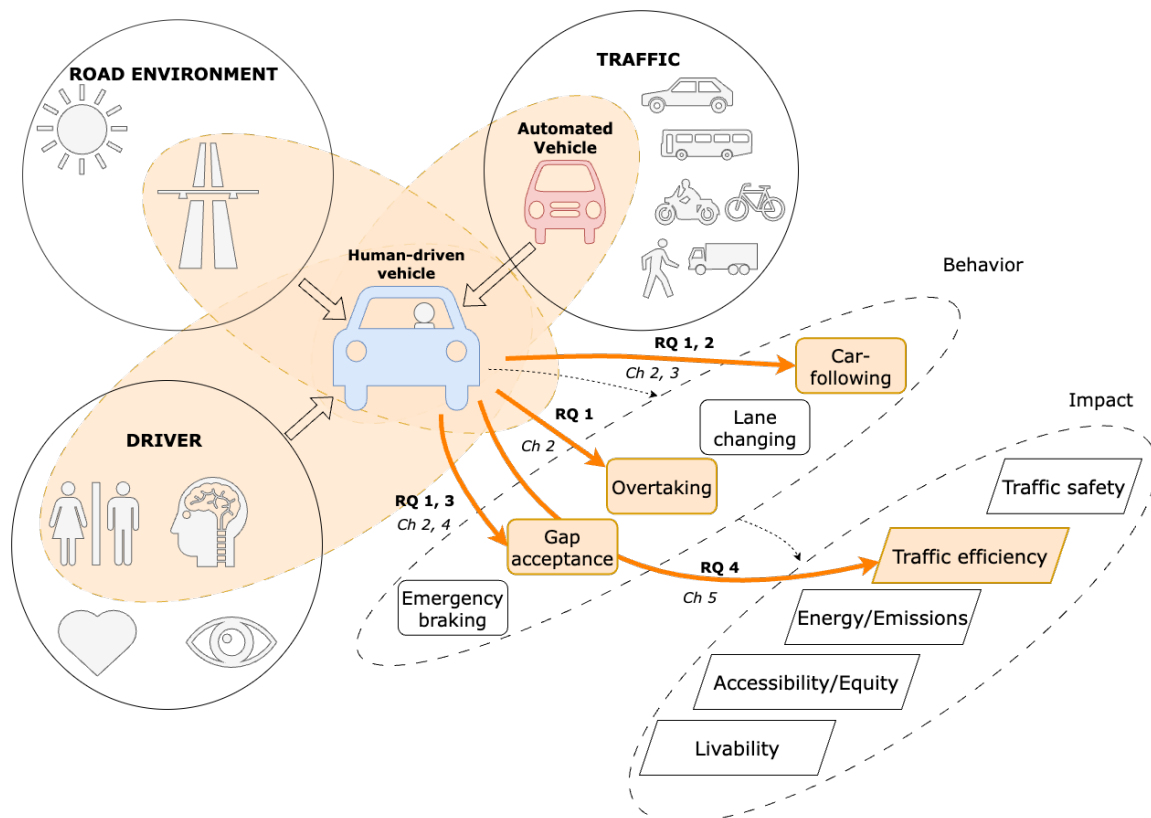 ROAD ENVIRONMENT
TRAFFIC
Automated
Vehicle
Human-driven
vehicle
Behavior
RQ 1, 2
Ch 2, 3
Car-
following
Impact
RQ 1
Ch 2
Lane
changing
DRIVER
Overtaking
Traffic safety
RQ 1, 3
Ch 2, 4
Gap
acceptance
RQ 4
Ch 5
Traffic efficiency
Emergency
braking
Energy/Emissions
Accessibility/Equity
Livability